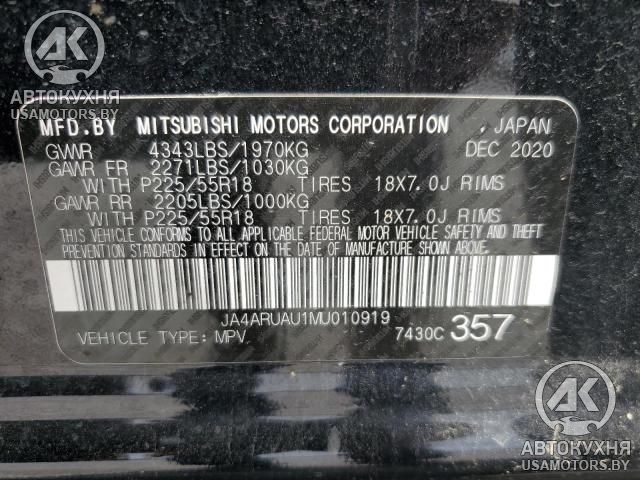 АК
АВТОКУХНЯ
USAMOTORS.BY
MFD.BY MITSUBISHI MOTORS CORPORATION , JAPAN
GVWR 4343LBS/1970KG DEC 2020
GAWR FR 2271LBS/1030KG
WITH P225/55R18 TIRES 18X7.0J RIMS
GAWR RR 2205LBS/1000KG
WITH P225/55R18 TIRES 18X7.0J RIMS
THIS VEHICLE CONFORMS TO ALL APPLICABLE FEDERAL MOTOR VEHICLE SAFETY AND THEFT
PREVENTION STANDARDS IN EFFECT ON THE DATE OF MANUFACTURE SHOWN ABOVE.
JA4ARUAU1MU010919
VEHICLE TYPE: MPV 7430C 357
АК
АВТОКУХНЯ
USAMOTORS.BY